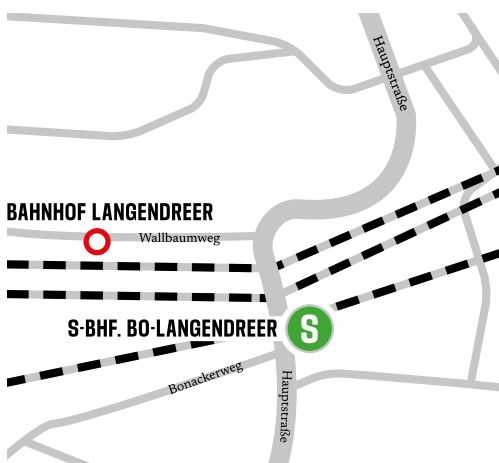 Hauptstraße
BAHNHOF LANGENDREER
Wallbaumweg
S-BHF. BO-LANGENDREER
S
Bonackerweg
Hauptstraße